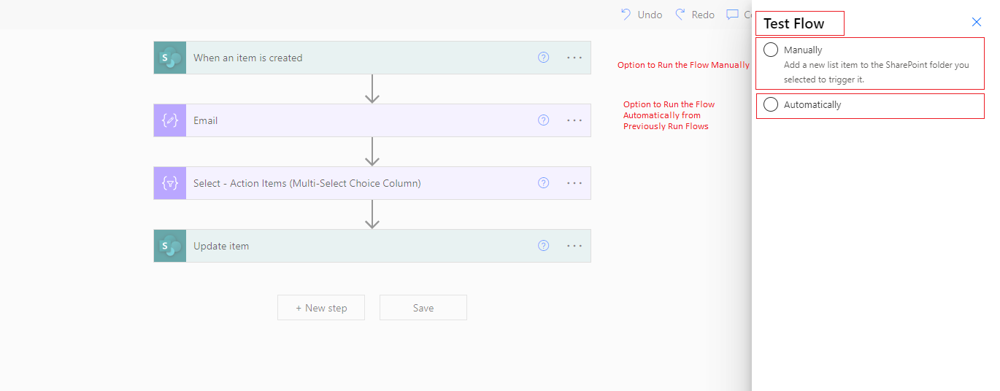 Undo Redo
Test Flow
When an item is created
Manually
Add a new list item to the SharePoint folder you
selected to trigger it.
Option to Run the Flow Manually
Automatically
Option to Run the Flow
Automatically from
Previously Run Flows
Email
Select - Action Items (Multi-Select Choice Column)
Update item
+ New step
Save